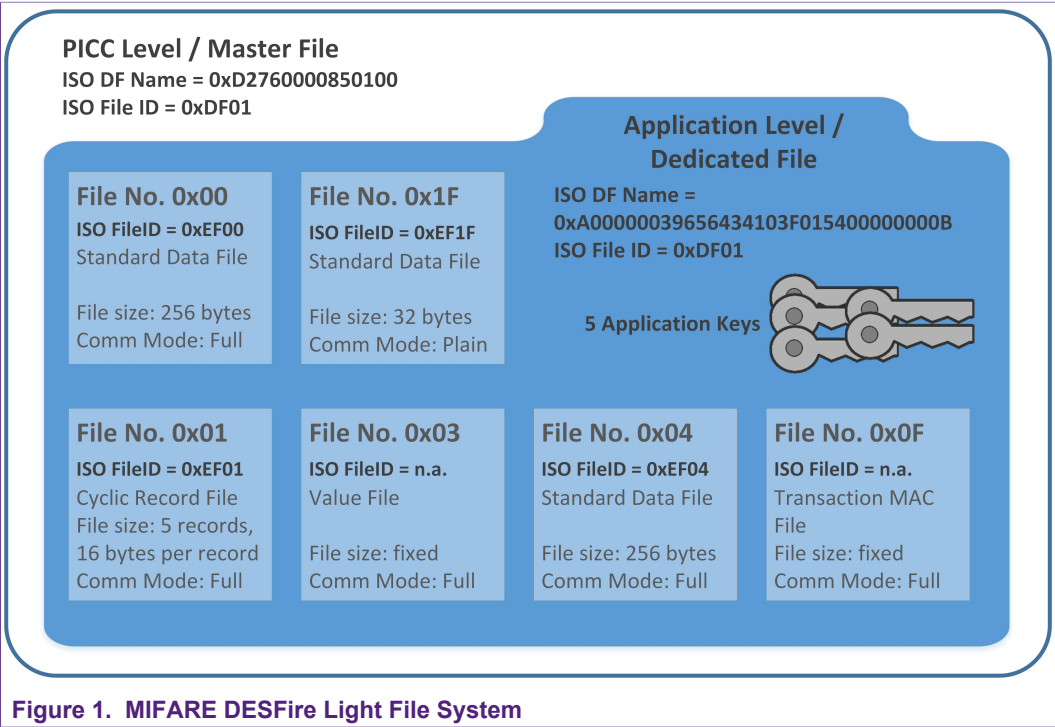 PICC Level / Master File
ISO DF Name = 0xD2760000850100
ISO File ID = 0xDF01
Application Level /
Dedicated File
ISO DF Name =
0xA00000039656434103F015400000000B
ISO File ID = 0xDF01
5 Application Keys
File No. 0x00
ISO FileID = 0xEF00
Standard Data File
File size: 256 bytes
Comm Mode: Full
File No. 0x1F
ISO FileID = 0xEF1F
Standard Data File
File size: 32 bytes
Comm Mode: Plain
File No. 0x01
ISO FileID = 0xEF01
Cyclic Record File
File size: 5 records,
16 bytes per record
Comm Mode: Full
File No. 0x03
ISO FileID = n.a.
Value File
File size: fixed
Comm Mode: Full
File No. 0x04
ISO FileID = 0xEF04
Standard Data File
File size: 256 bytes
Comm Mode: Full
File No. 0x0F
ISO FileID = n.a.
Transaction MAC
File
File size: fixed
Comm Mode: Full
Figure 1. MIFARE DESFire Light File System